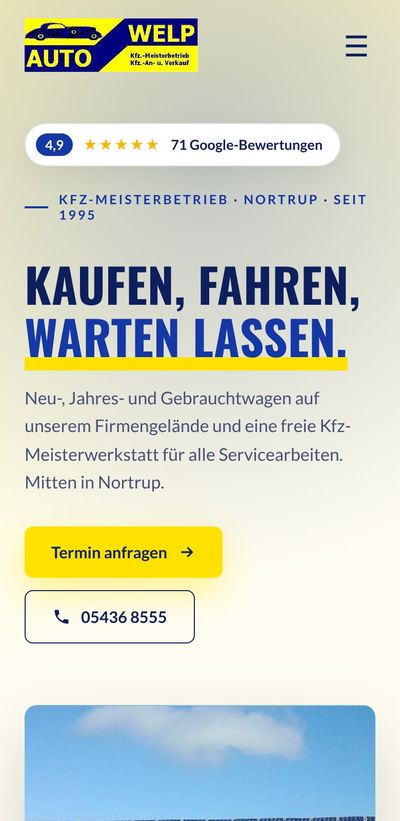 WELP
AUTO
Kfz.-Meisterbetrieb
Kfz.-An- u. Verkauf
4,9 ★★★★★ 71 Google-Bewertungen
KFZ-MEISTERBETRIEB · NORTRUP · SEIT
1995
KAUFEN, FAHREN,
WARTEN LASSEN.
Neu-, Jahres- und Gebrauchtwagen auf
unserem Firmengelände und eine freie Kfz-
Meisterwerkstatt für alle Servicearbeiten.
Mitten in Nortrup.
Termin anfragen →
05436 8555